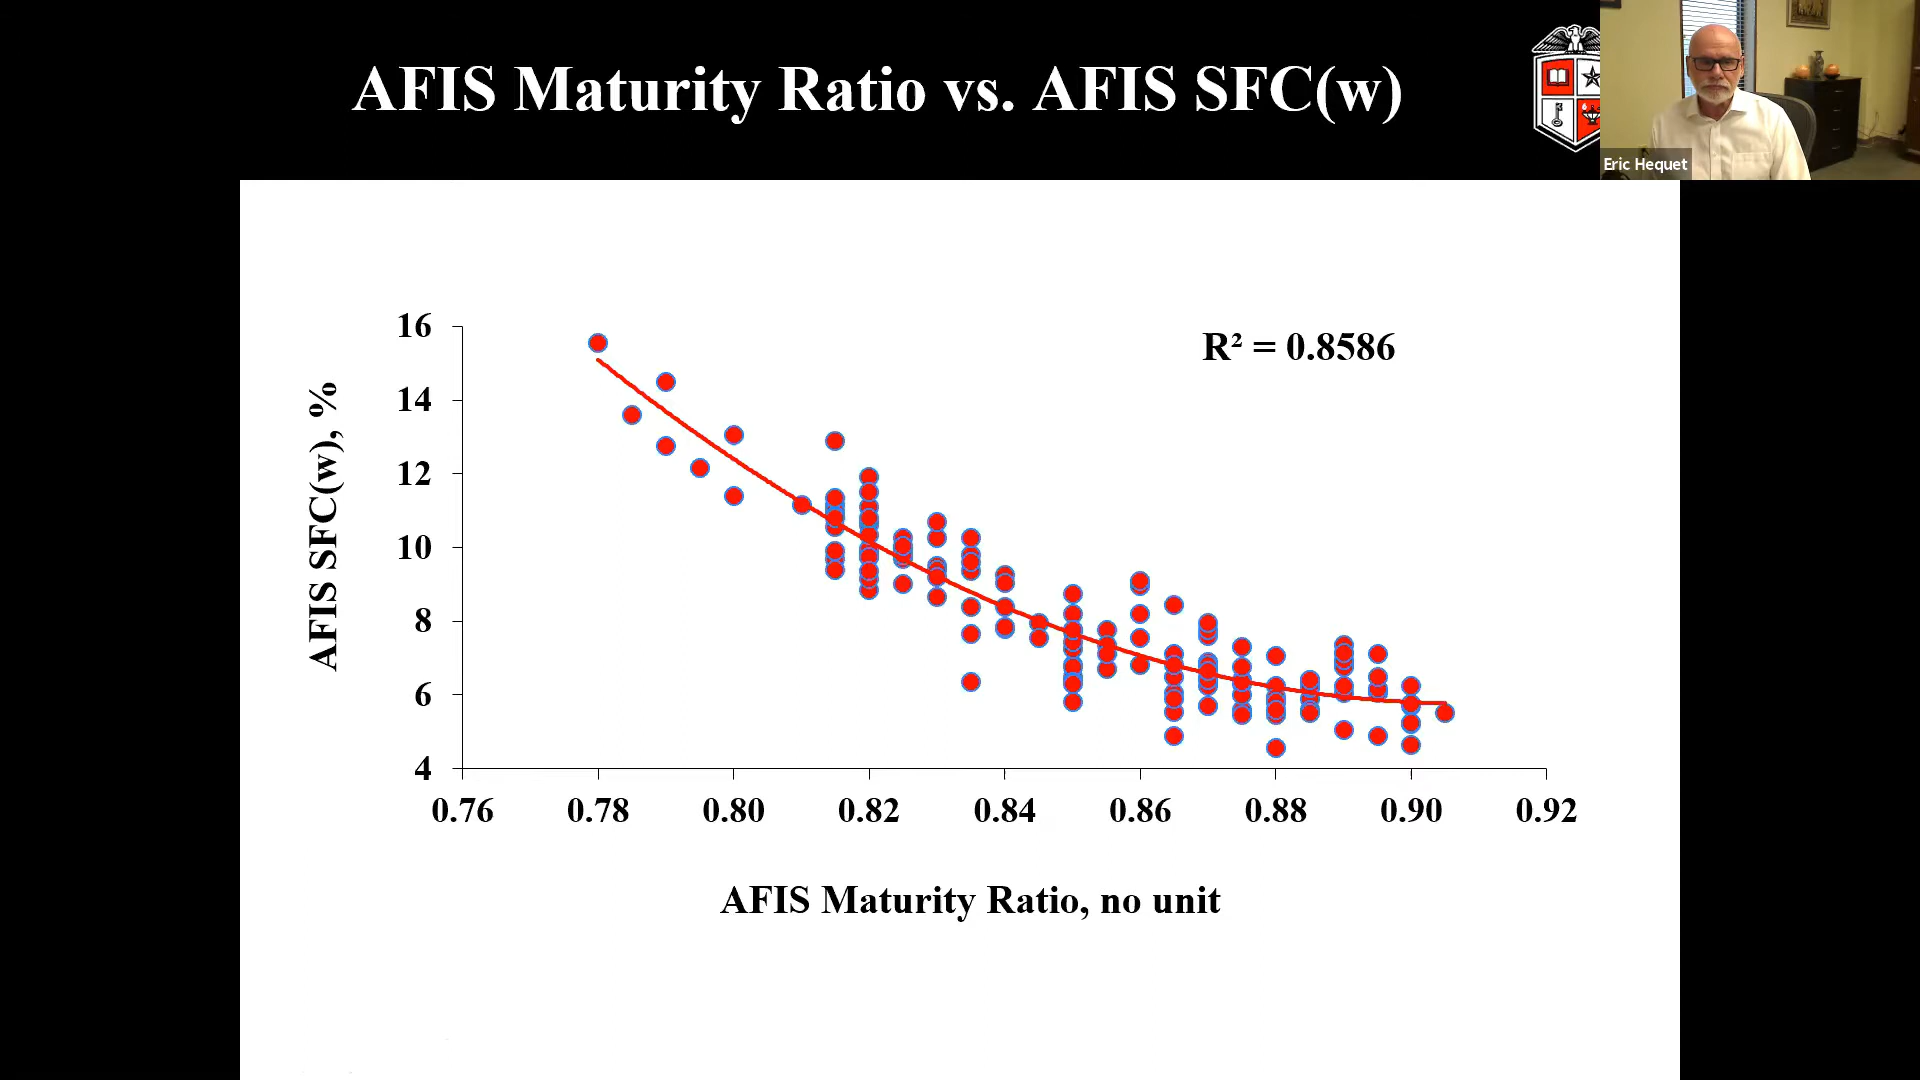 AFIS Maturity Ratio vs. AFIS SFC(w)
Eric Hequet
R² = 0.8586
AFIS SFC(w), %
16
14
12
10
8
6
4
0.76 0.78 0.80 0.82 0.84 0.86 0.88 0.90 0.92
AFIS Maturity Ratio, no unit